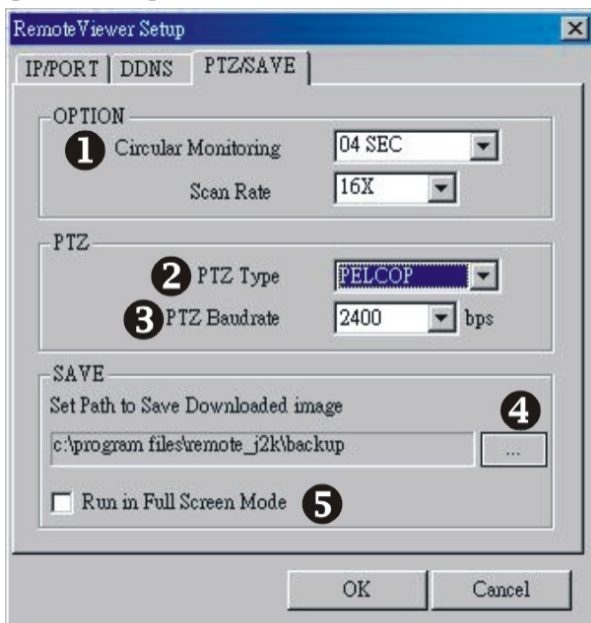 RemoteViewer Setup
IP/PORT DDNS PTZ/SAVE
OPTION
1 Circular Monitoring 04 SEC
Scan Rate 16X
PTZ
2 PTZ Type PELCOP
3 PTZ Baudrate 2400 bps
SAVE
Set Path to Save Downloaded image
4
c:\program files\remote_j2k\backup ...
Run in Full Screen Mode 5
OK Cancel